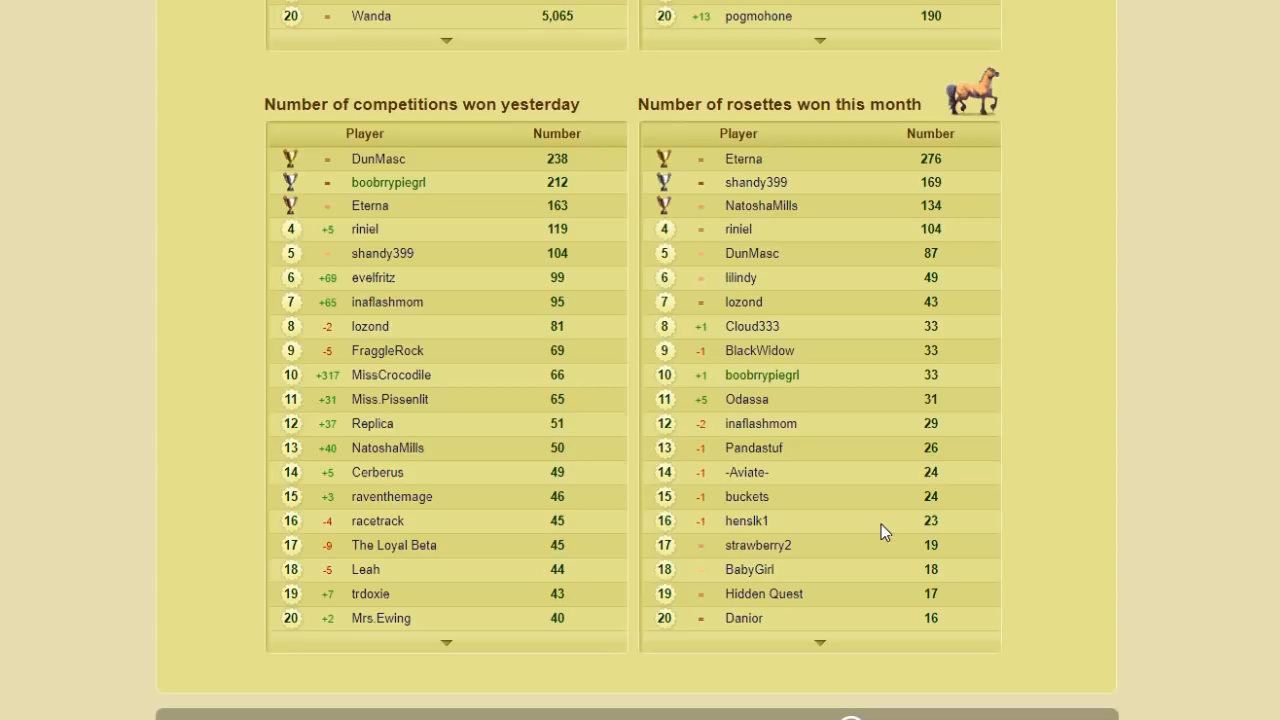 20 = Wanda 5,065
20 +13 pogmohone 190
Number of competitions won yesterday
Player Number
= DunMasc 238
= boobrrypiegrl 212
= Eterna 163
4 +5 riniel 119
5 = shandy399 104
6 +69 evelfritz 99
7 +65 inaflashmom 95
8 -2 lozond 81
9 -5 FraggleRock 69
10 +317 MissCrocodile 66
11 +31 Miss.Pissenlit 65
12 +37 Replica 51
13 +40 NatoshaMills 50
14 +5 Cerberus 49
15 +3 raventhemage 46
16 -4 racetrack 45
17 -9 The Loyal Beta 45
18 -5 Leah 44
19 +7 trdoxie 43
20 +2 Mrs.Ewing 40
Number of rosettes won this month
Player Number
= Eterna 276
= shandy399 169
= NatoshaMills 134
4 = riniel 104
5 = DunMasc 87
6 = lilindy 49
7 = lozond 43
8 +1 Cloud333 33
9 -1 BlackWidow 33
10 +1 boobrrypiegrl 33
11 +5 Odassa 31
12 -2 inaflashmom 29
13 -1 Pandastuf 26
14 -1 -Aviate- 24
15 -1 buckets 24
16 -1 henslk1 23
17 = strawberry2 19
18 = BabyGirl 18
19 = Hidden Quest 17
20 = Danior 16